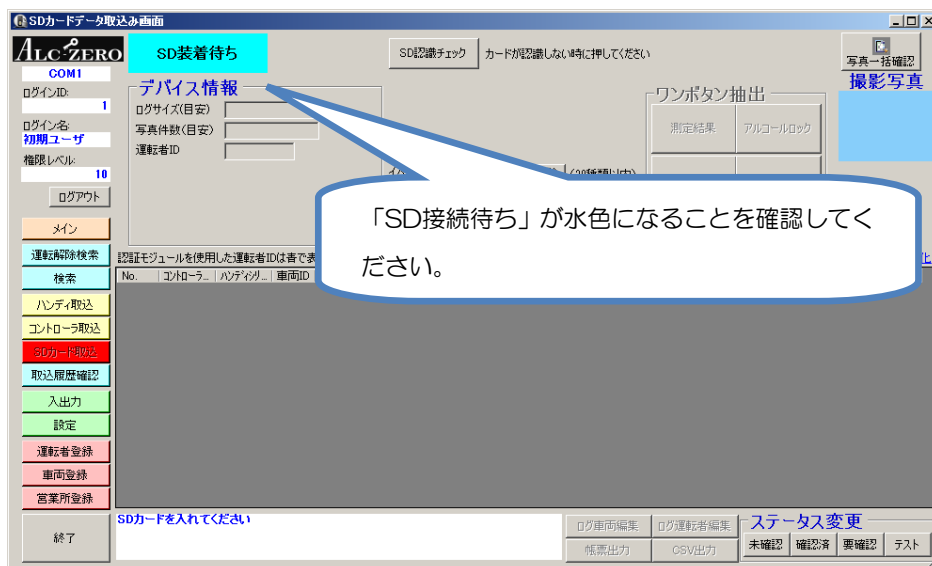 SDカードデータ取込み画面
ALC-ZERO
SD装着待ち
SD認識チェック
カードが認識しない時に押してください
写真一括確認
COM1
ログインID:
1
ログイン名:
初期ユーザ
権限レベル:
10
ログアウト
デバイス情報
ログサイズ(目安)
写真件数(目安)
運転者ID
ワンボタン抽出
測定結果
アルコールロック
撮影写真
「SD接続待ち」が水色になることを確認してく
ださい。
メイン
運転解除検索
検索
ハンディ取込
コントローラ取込
SDカード取込
取込履歴確認
入出力
設定
運転者登録
車両登録
営業所登録
終了
認証モジュールを使用した運転者IDは青で表
No.
コントロ-ラ...
ハンディグ...
車両ID
SDカードを入れてください
ログ車両編集
ログ運転者編集
帳票出力
CSV出力
ステータス変更
未確認
確認済
要確認
テスト